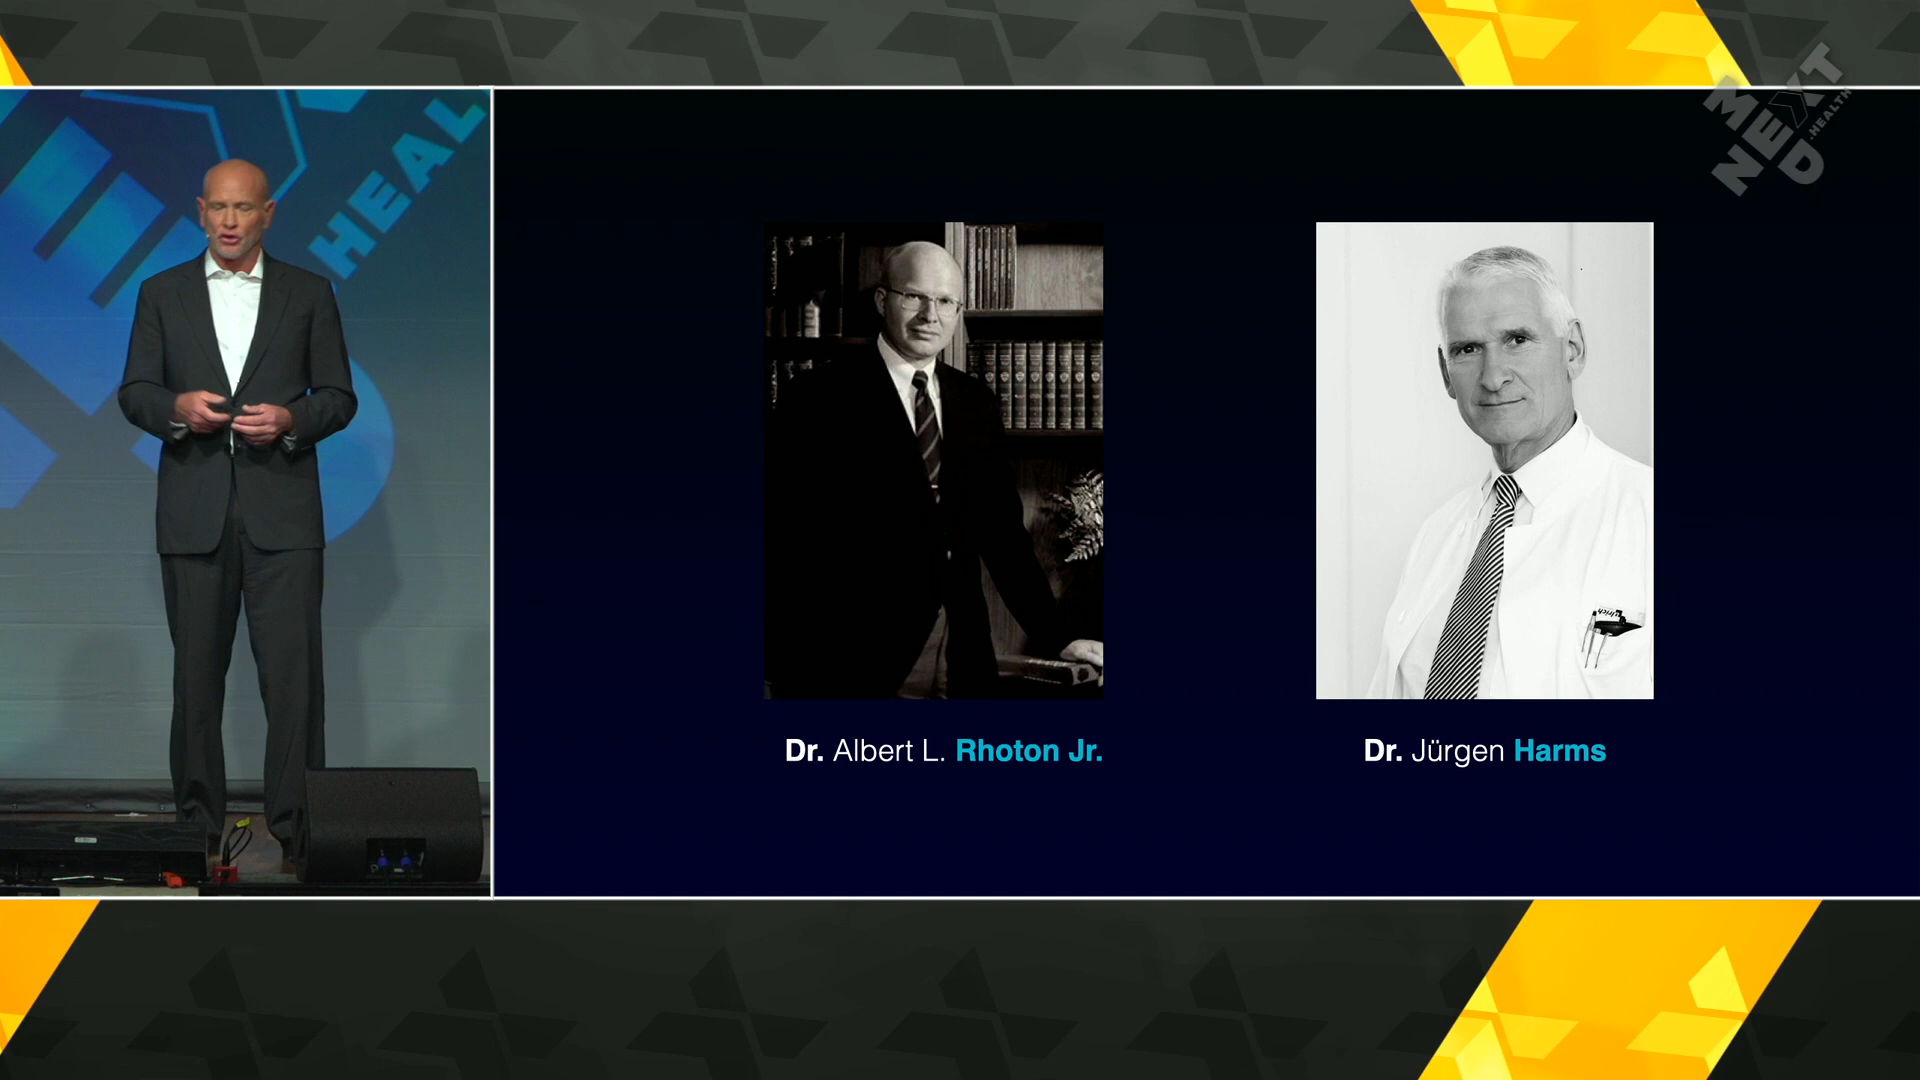 HEAL
NEXT
MED
.HEALTH
Dr. Albert L. Rhoton Jr.
Dr. Jürgen Harms